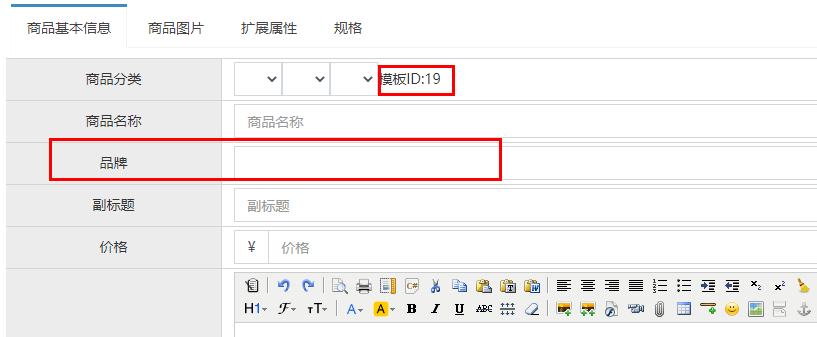 商品基本信息 商品图片 扩展属性 规格
商品分类 模板ID:19
商品名称 商品名称
品牌
副标题 副标题
价格 ¥ 价格
H1 F тT A A B I U ABC